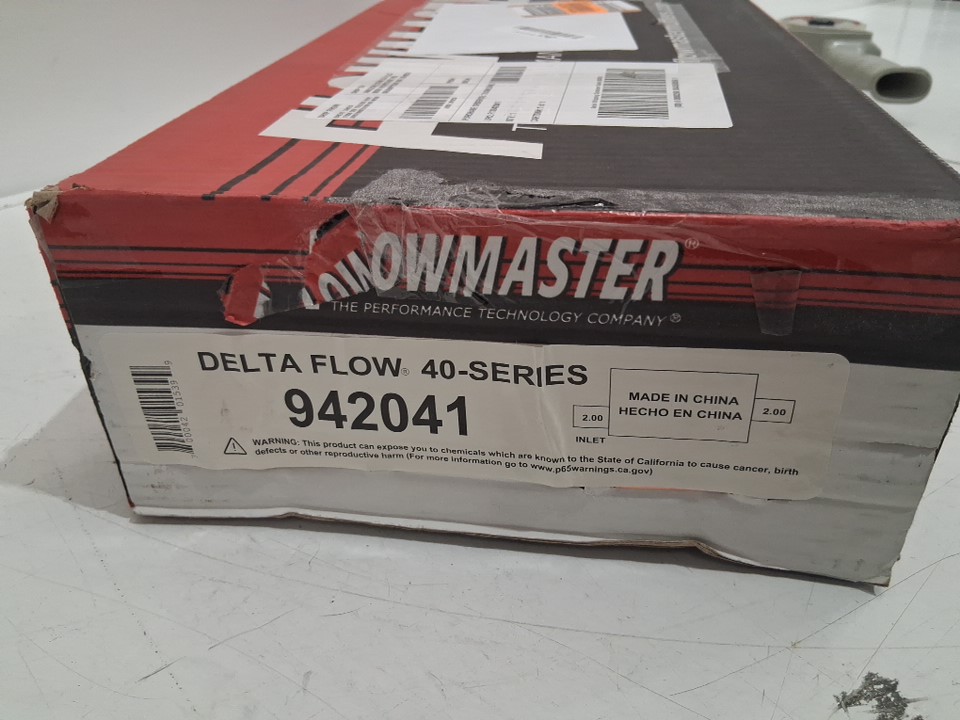 OWMASTER®
THE PERFORMANCE TECHNOLOGY COMPANY®
DELTA FLOW® 40-SERIES
942041
2.00
MADE IN CHINA
HECHO EN CHINA
2.00
INLET
WARNING: This product can expose you to chemicals which are known to the State of California to cause cancer, birth
defects or other reproductive harm (For more information go to www.p65warnings.ca.gov)